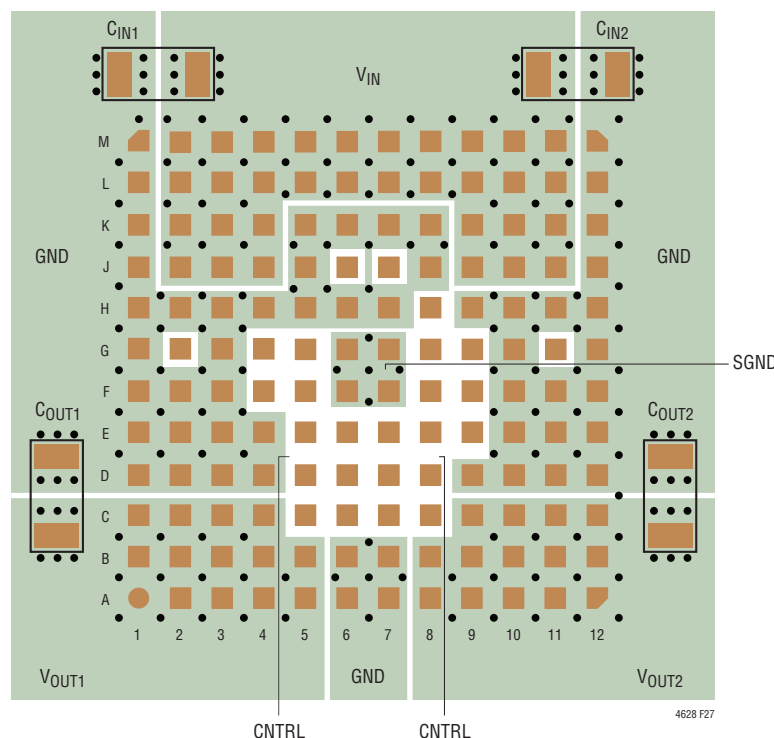 CIN1
CIN2
VIN
M
L
K
GND
GND
J
H
G
SGND
F
COUT1
COUT2
E
D
C
B
A
1 2 3 4 5 6 7 8 9 10 11 12
VOUT1
GND
VOUT2
4628 F27
CNTRL
CNTRL